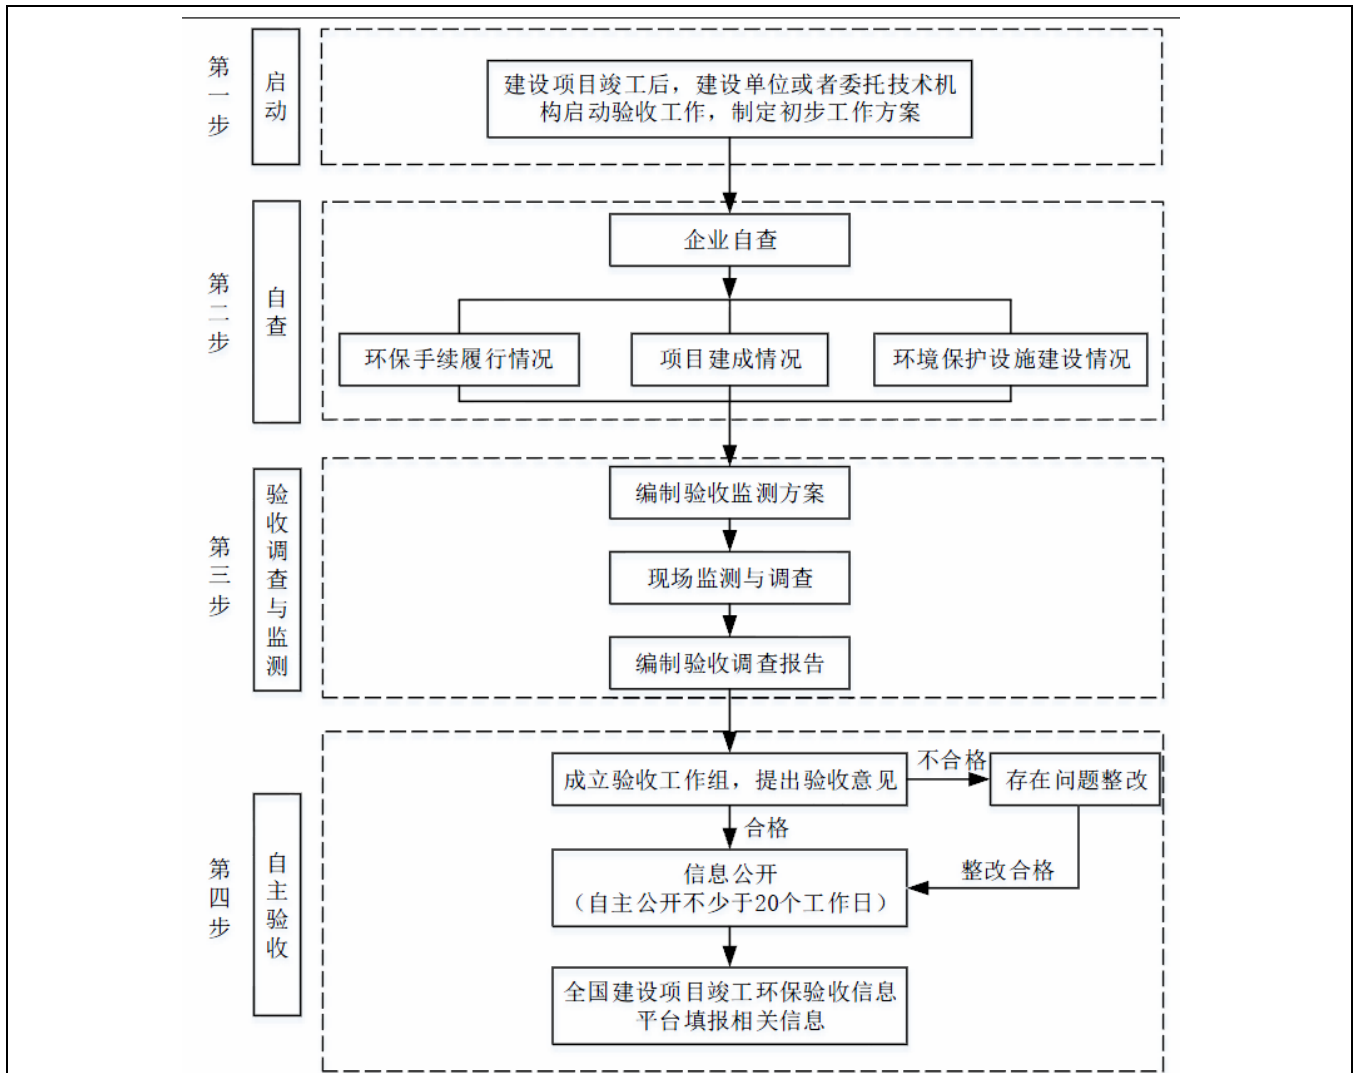 第一步
启动
建设项目竣工后，建设单位或者委托技术机
构启动验收工作，制定初步工作方案
第二步
自查
企业自查
环保手续履行情况
项目建成情况
环境保护设施建设情况
第三步
验收调查与监测
编制验收监测方案
现场监测与调查
编制验收调查报告
第四步
自主验收
成立验收工作组，提出验收意见
不合格
存在问题整改
合格
整改合格
信息公开
（自主公开不少于20个工作日）
全国建设项目竣工环保验收信息
平台填报相关信息